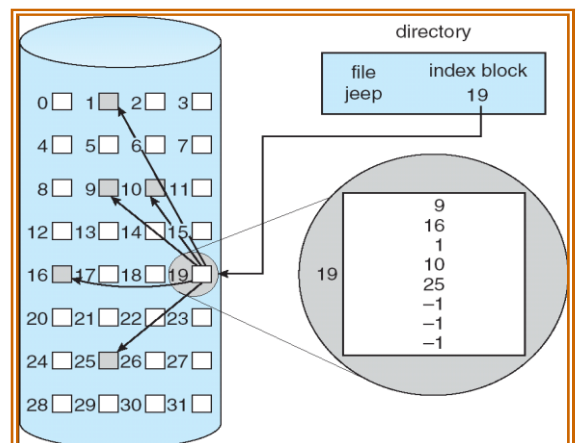 directory
file index block
jeep 19
0 1 2 3
4 5 6 7
8 9 10 11
12 13 14 15
16 17 18 19
20 21 22 23
24 25 26 27
28 29 30 31
19
9
16
1
10
25
–1
–1
–1